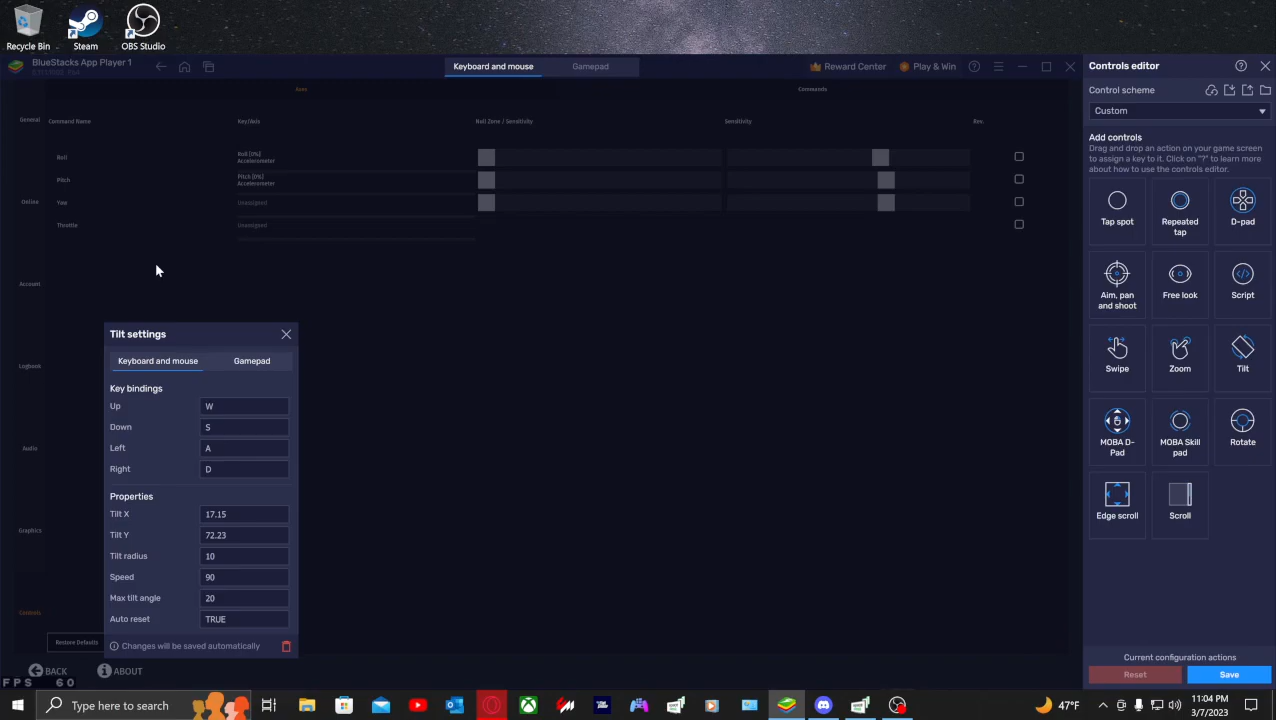 Recycle Bin
Steam
OBS Studio
BlueStacks App Player 1
Keyboard and mouse
Gamepad
Reward Center
Play & Win
Controls editor
Control scheme
Custom
Add controls
Drag and drop an action on your game screen
to assign a key to it. Click on "?" to learn more
about how to use the controls editor.
Tap spot
Repeated
tap
D-pad
Aim, pan
and shoot
Free look
Script
Swipe
Zoom
Tilt
MOBA D-
Pad
MOBA Skill
pad
Rotate
Edge scroll
Scroll
Current configuration actions
Reset
Save
Axes
Commands
General
Command Name
Key/Axis
Null Zone / Sensitivity
Sensitivity
Rev.
Roll
Roll [0%]
Accelerometer
Pitch
Pitch [0%]
Accelerometer
Yaw
Unassigned
Throttle
Unassigned
Online
Account
Logbook
Audio
Graphics
Controls
Tilt settings
Keyboard and mouse
Gamepad
Key bindings
Up
W
Down
S
Left
A
Right
D
Properties
Tilt X
17.15
Tilt Y
72.23
Tilt radius
10
Speed
90
Max tilt angle
20
Auto reset
TRUE
Changes will be saved automatically
Restore Defaults
BACK
ABOUT
FPS 60
Type here to search
47°F
11:04 PM
3/7/2023